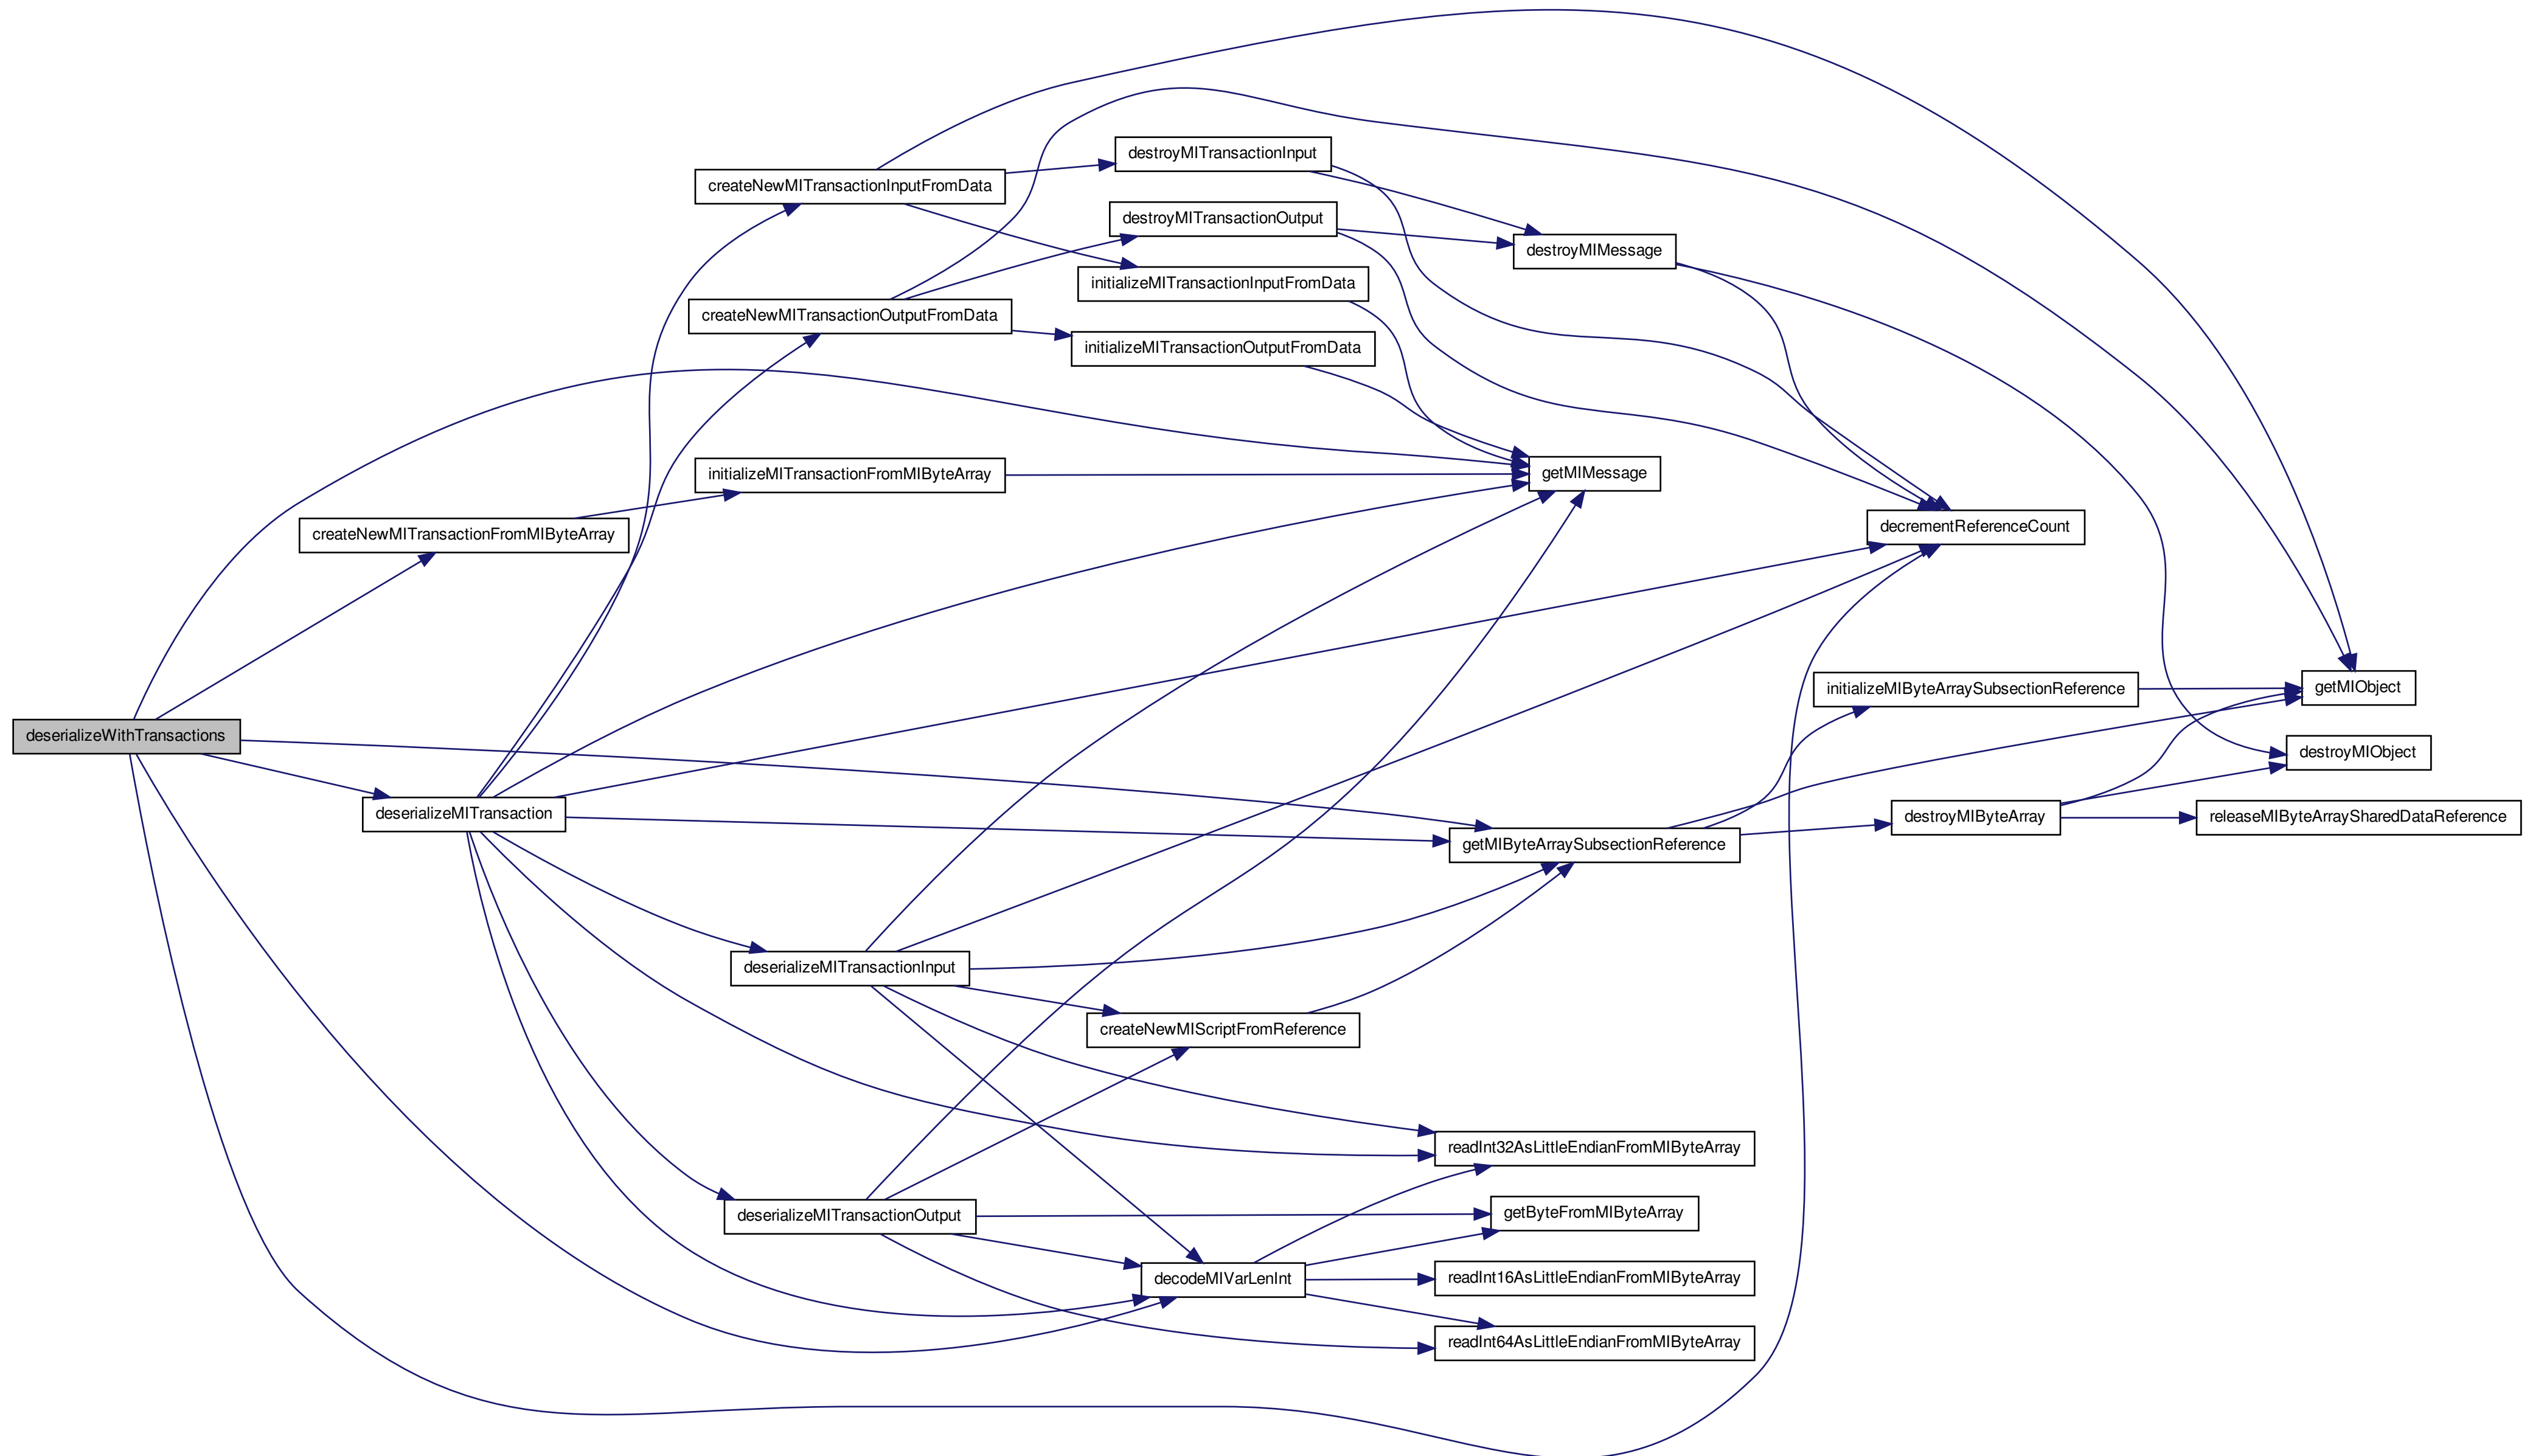 destroyMITransactionInput
createNewMITransactionInputFromData
destroyMITransactionOutput
destroyMIMessage
initializeMITransactionInputFromData
createNewMITransactionOutputFromData
initializeMITransactionOutputFromData
initializeMITransactionFromMIByteArray
getMIMessage
createNewMITransactionFromMIByteArray
decrementReferenceCount
initializeMIByteArraySubsectionReference
getMIObject
deserializeWithTransactions
destroyMIObject
deserializeMITransaction
destroyMIByteArray
releaseMIByteArraySharedDataReference
getMIByteArraySubsectionReference
deserializeMITransactionInput
createNewMIScriptFromReference
readInt32AsLittleEndianFromMIByteArray
deserializeMITransactionOutput
getByteFromMIByteArray
decodeMIVarLenInt
readInt16AsLittleEndianFromMIByteArray
readInt64AsLittleEndianFromMIByteArray